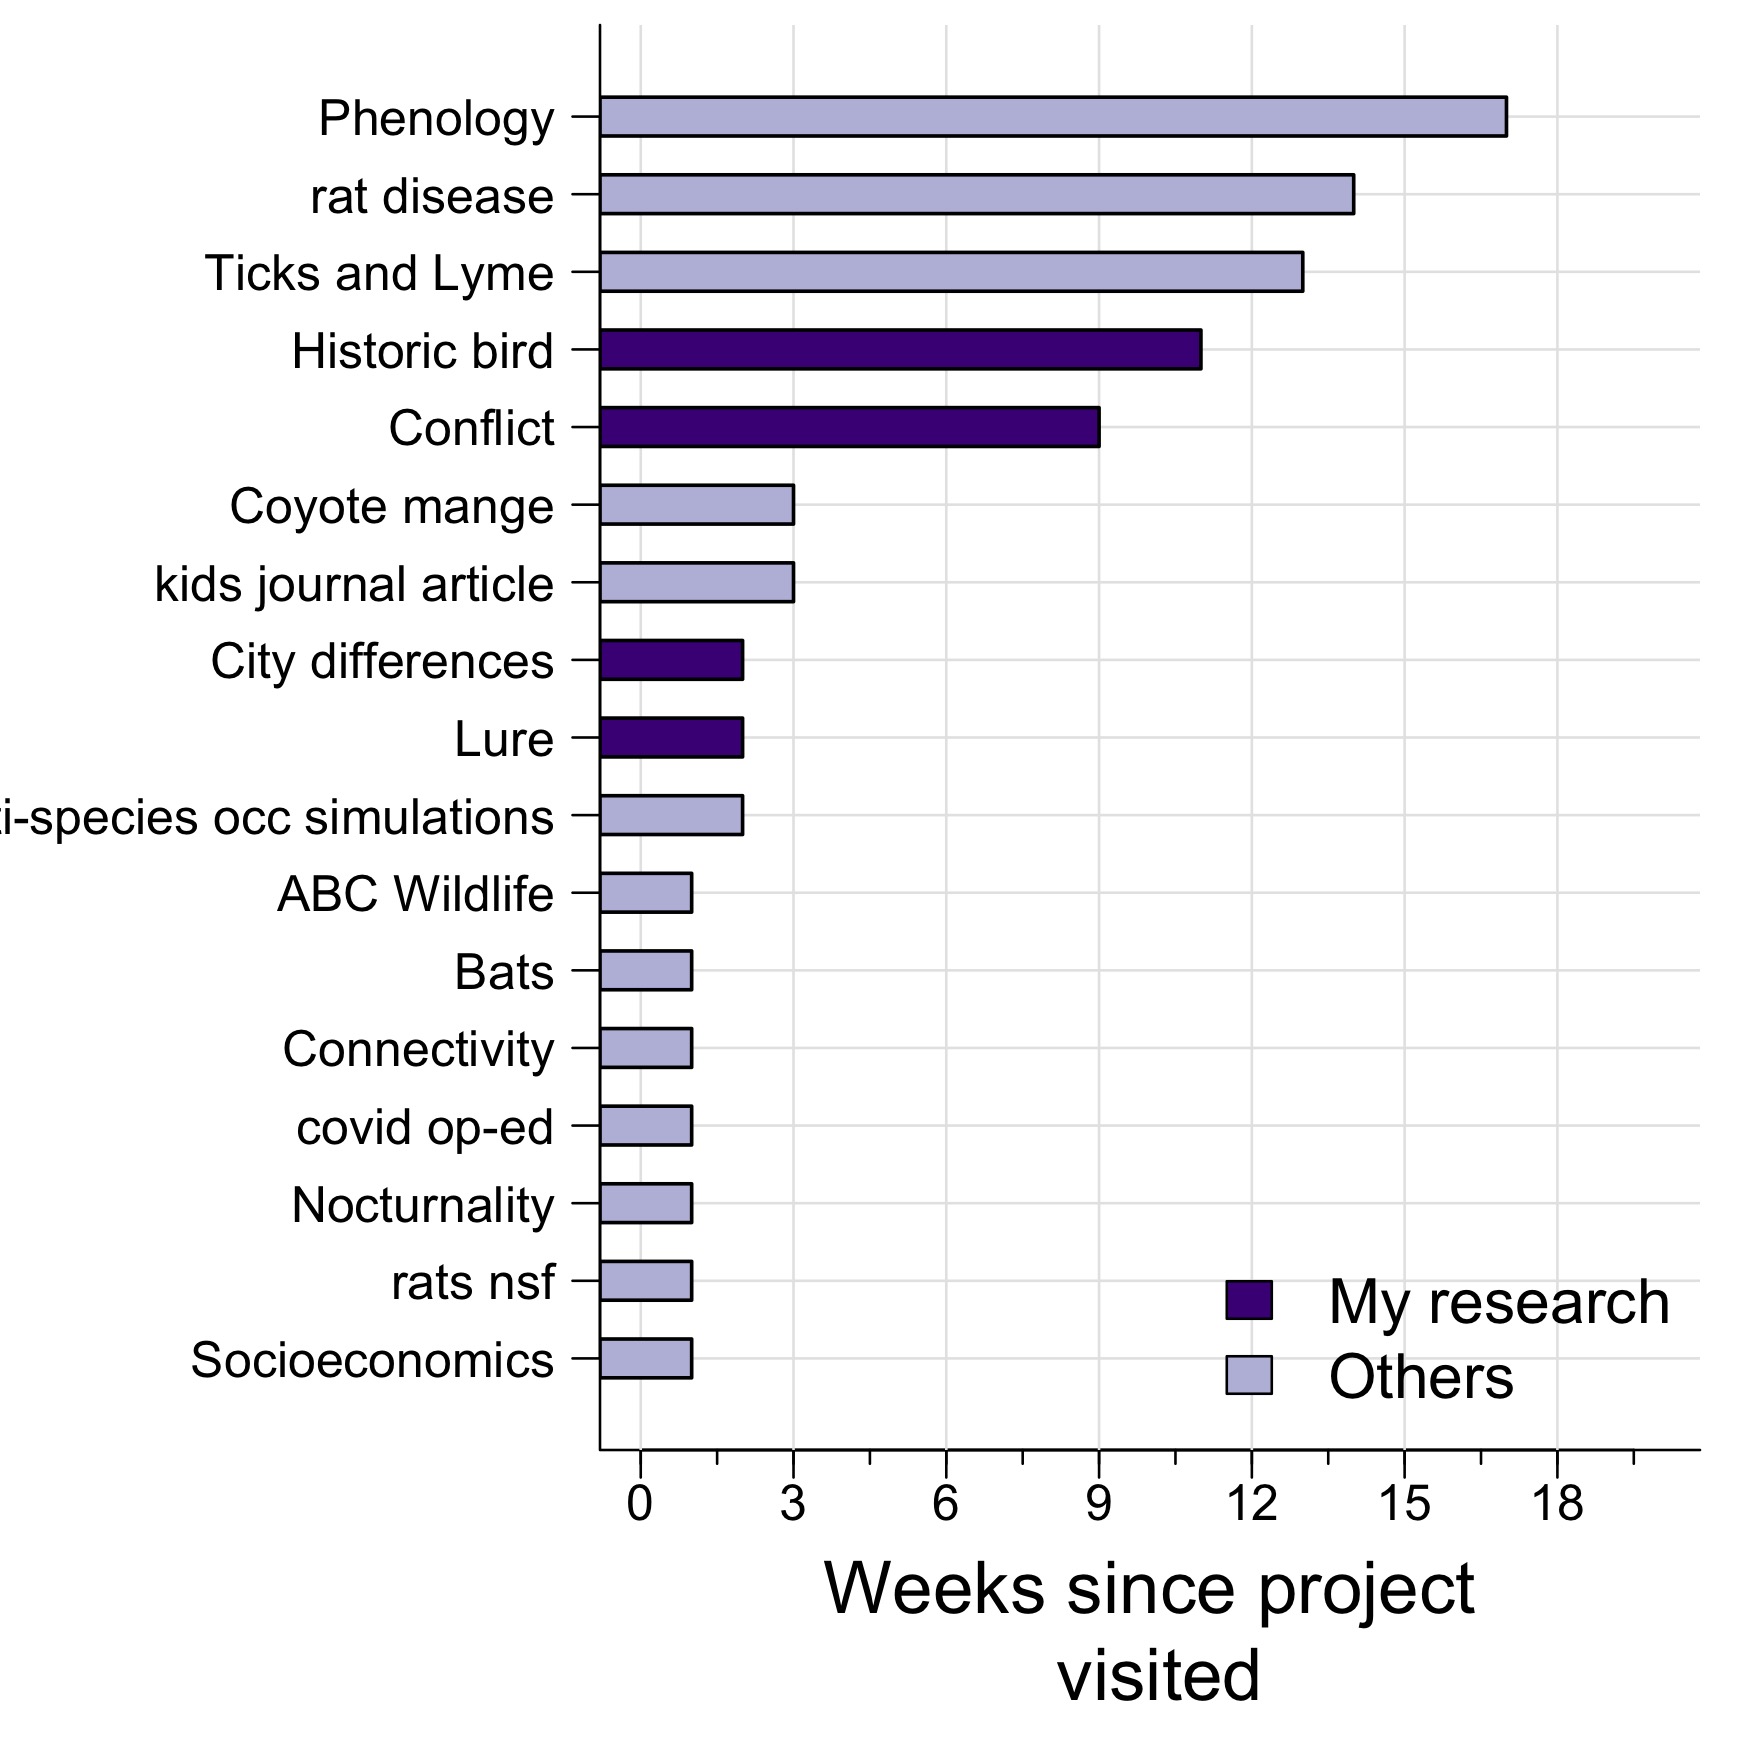 Phenology
rat disease
Ticks and Lyme
Historic bird
Conflict
Coyote mange
kids journal article
City differences
Lure
i-species occ simulations
ABC Wildlife
Bats
Connectivity
covid op-ed
Nocturnality
rats nsf
Socioeconomics
My research
Others
0 3 6 9 12 15 18
Weeks since project
visited